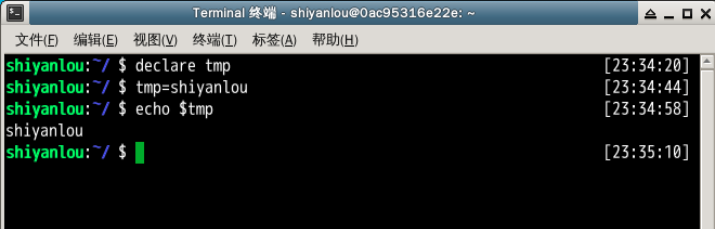 Terminal 终端 - shiyanlou@0ac95316e22e: ~
文件(F) 编辑(E) 视图(V) 终端(T) 标签(A) 帮助(H)
shiyanlou:~/ $ declare tmp [23:34:20]
shiyanlou:~/ $ tmp=shiyanlou [23:34:44]
shiyanlou:~/ $ echo $tmp [23:34:58]
shiyanlou
shiyanlou:~/ $ [23:35:10]